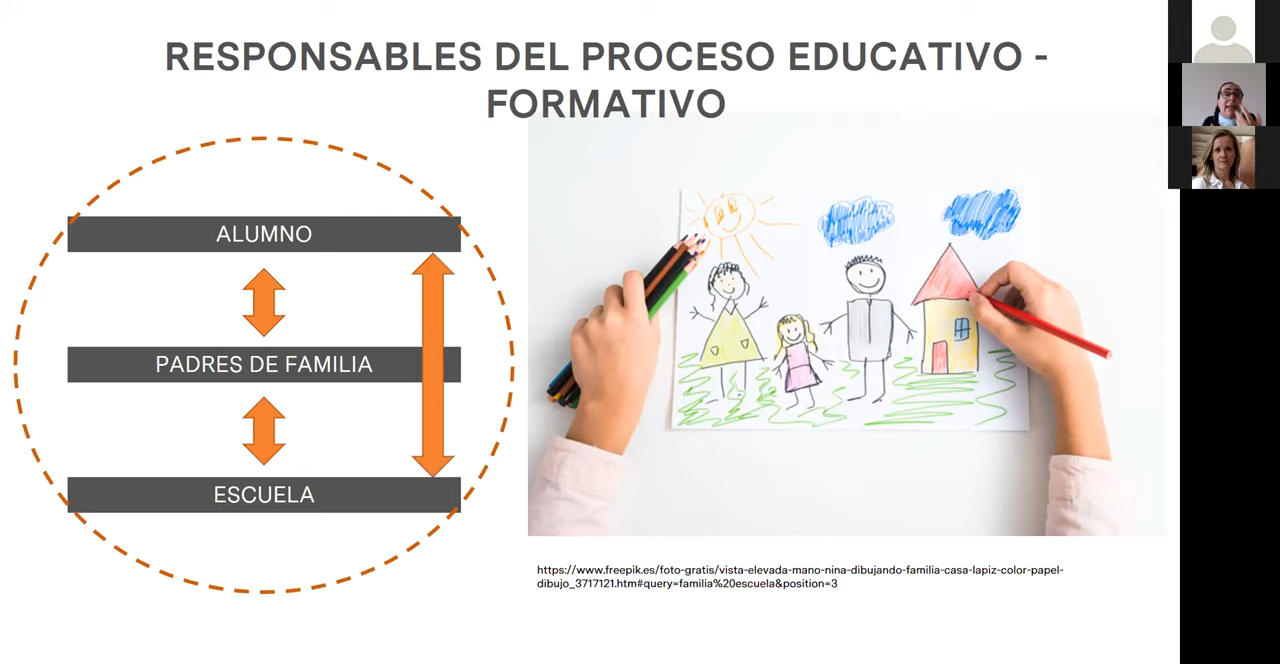 RESPONSABLES DEL PROCESO EDUCATIVO -
FORMATIVO
ALUMNO
PADRES DE FAMILIA
ESCUELA
https://www.freepik.es/foto-gratis/vista-elevada-mano-nina-dibujando-familia-casa-lapiz-color-papel-
dibujo_3717121.htm#query=familia%20escuela&position=3